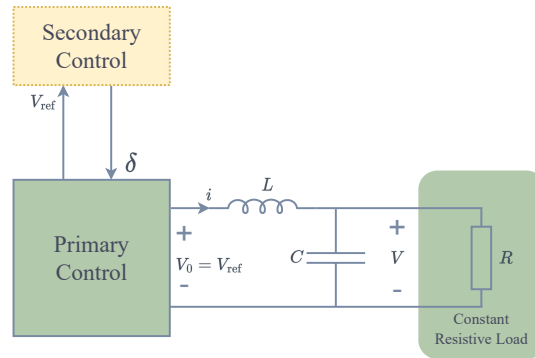 Secondary
Control
V_ref
δ
i
L
Primary
Control
+
V_0 = V_ref
-
C
+
V
-
R
Constant
Resistive Load